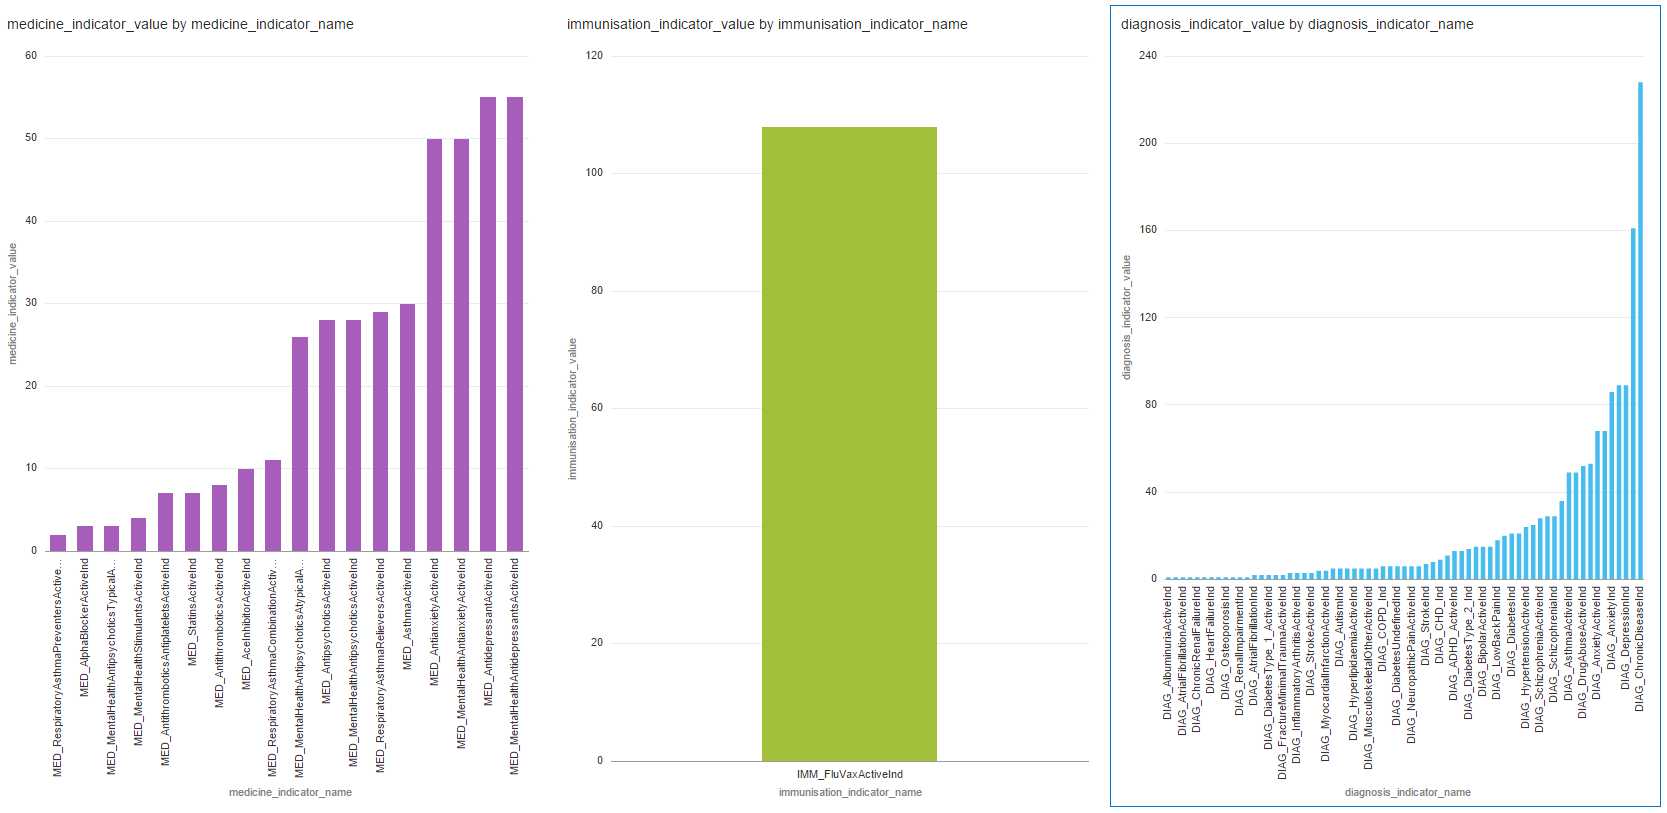 medicine_indicator_value by medicine_indicator_name
60
50
40
30
20
10
0
medicine_indicator_value
MED_RespiratoryAsthmaPreventersActive...
MED_AlphaBlockerActiveInd
MED_MentalHealthAntipsychoticsTypicalA...
MED_MentalHealthStimulantsActiveInd
MED_AntithromboticsAntiplateletsActiveInd
MED_StatinsActiveInd
MED_AntithromboticsActiveInd
MED_AceInhibitorActiveInd
MED_RespiratoryAsthmaCombinationActiv...
MED_MentalHealthAntipsychoticsAtypicalA...
MED_AntipsychoticsActiveInd
MED_MentalHealthAntipsychoticsActiveInd
MED_RespiratoryAsthmaRelieversActiveInd
MED_AsthmaActiveInd
MED_AntianxietyActiveInd
MED_MentalHealthAntianxietyActiveInd
MED_AntidepressantActiveInd
MED_MentalHealthAntidepressantsActiveInd
medicine_indicator_name
immunisation_indicator_value by immunisation_indicator_name
120
100
80
60
40
20
0
immunisation_indicator_value
IMM_FluVaxActiveInd
immunisation_indicator_name
diagnosis_indicator_value by diagnosis_indicator_name
240
200
160
120
80
40
0
diagnosis_indicator_value
DIAG_AlbuminuriaActiveInd
DIAG_AtrialFibrillationActiveInd
DIAG_ChronicRenalFailureInd
DIAG_HeartFailureInd
DIAG_OsteoporosisInd
DIAG_RenalImpairmentInd
DIAG_AtrialFibrillationInd
DIAG_DiabetesType_1_ActiveInd
DIAG_FractureMinimalTraumaActiveInd
DIAG_InflammatoryArthritisActiveInd
DIAG_StrokeActiveInd
DIAG_MyocardialInfarctionActiveInd
DIAG_AutismInd
DIAG_HyperlipidaemiaActiveInd
DIAG_MusculoskeletalOtherActiveInd
DIAG_COPD_Ind
DIAG_DiabetesUndefinedInd
DIAG_NeuropathicPainActiveInd
DIAG_StrokeInd
DIAG_CHD_Ind
DIAG_ADHD_ActiveInd
DIAG_DiabetesType_2_Ind
DIAG_BipolarActiveInd
DIAG_LowBackPainInd
DIAG_DiabetesInd
DIAG_HypertensionActiveInd
DIAG_SchizophreniaActiveInd
DIAG_SchizophreniaInd
DIAG_AsthmaActiveInd
DIAG_DrugAbuseActiveInd
DIAG_AnxietyActiveInd
DIAG_AnxietyInd
DIAG_DepressionInd
DIAG_ChronicDiseaseInd
diagnosis_indicator_name